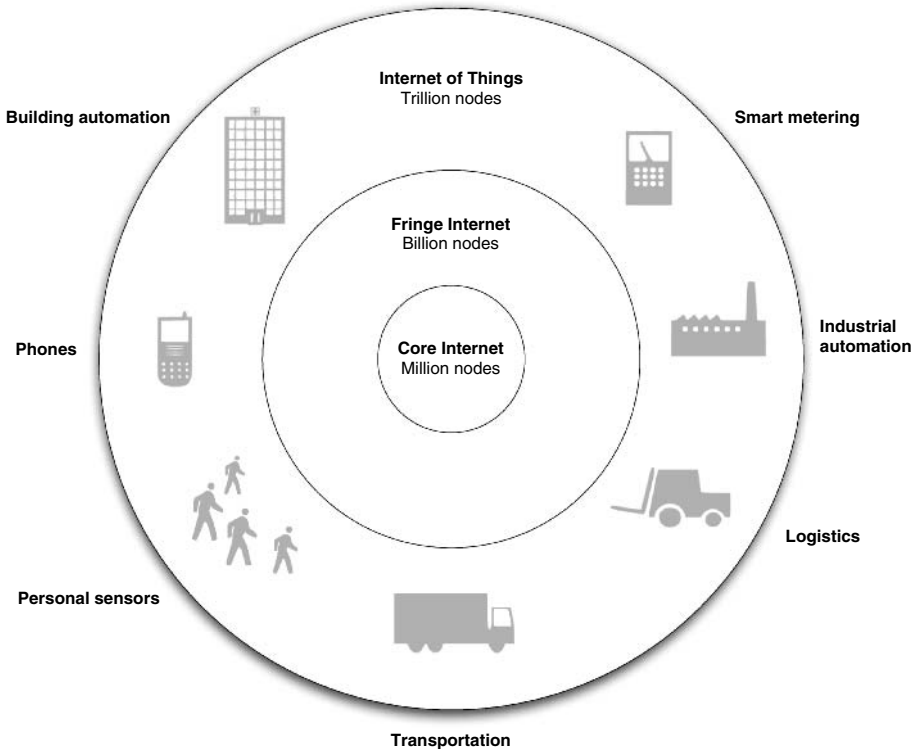 Internet of Things
Trillion nodes
Building automation
Smart metering
Fringe Internet
Billion nodes
Core Internet
Million nodes
Phones
Industrial
automation
Logistics
Personal sensors
Transportation